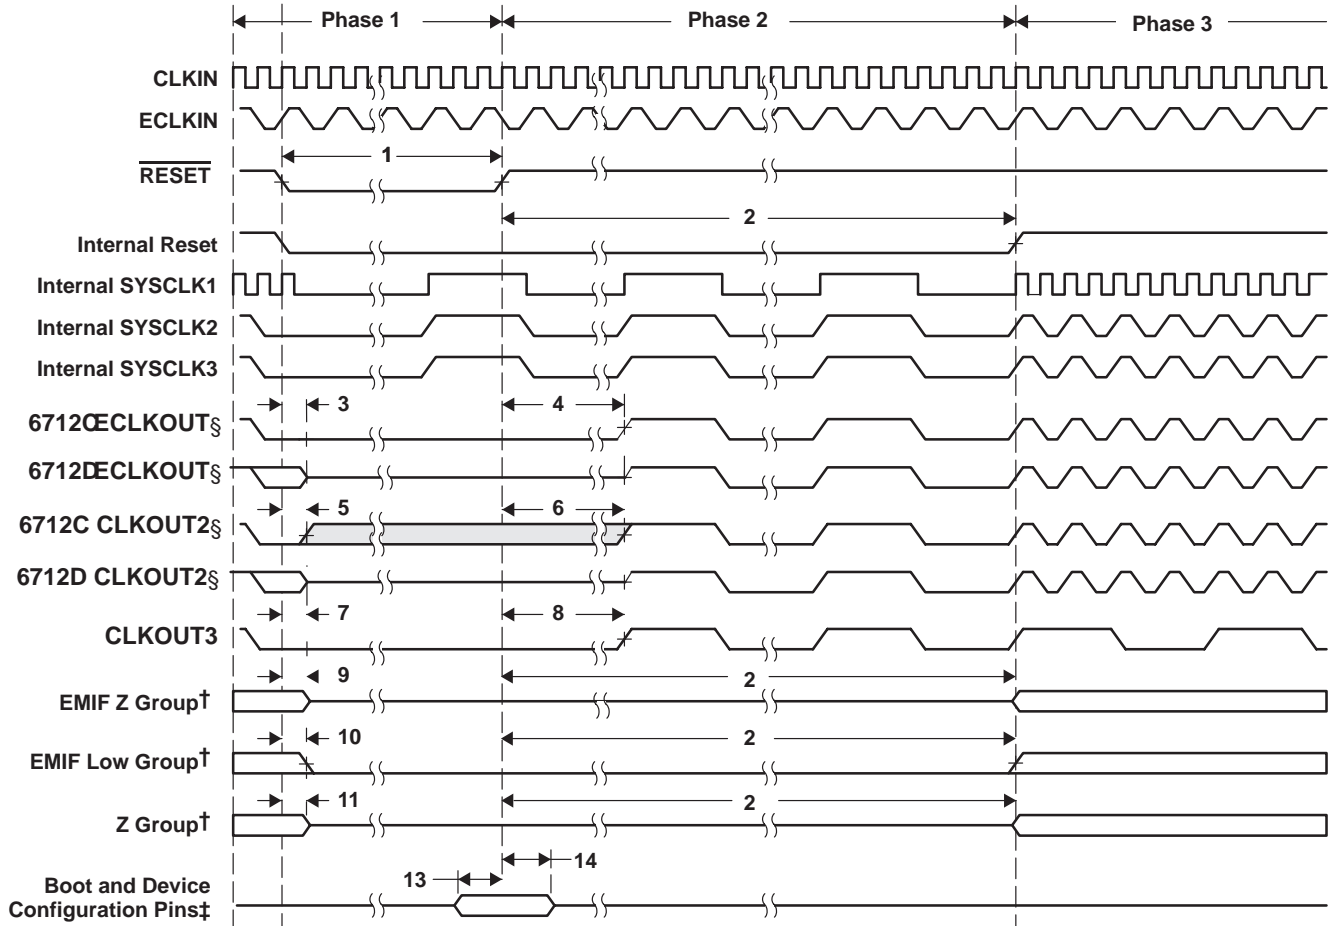 Phase 1
Phase 2
Phase 3
CLKIN
ECLKIN
1
RESET
2
Internal Reset
Internal SYSCLK1
Internal SYSCLK2
Internal SYSCLK3
3
4
6712C ECLKOUT§
6712D ECLKOUT§
5
6
6712C CLKOUT2§
6712D CLKOUT2§
7
8
CLKOUT3
9
2
EMIF Z Group†
10
2
EMIF Low Group†
11
2
Z Group†
14
13
Boot and Device
Configuration Pins‡